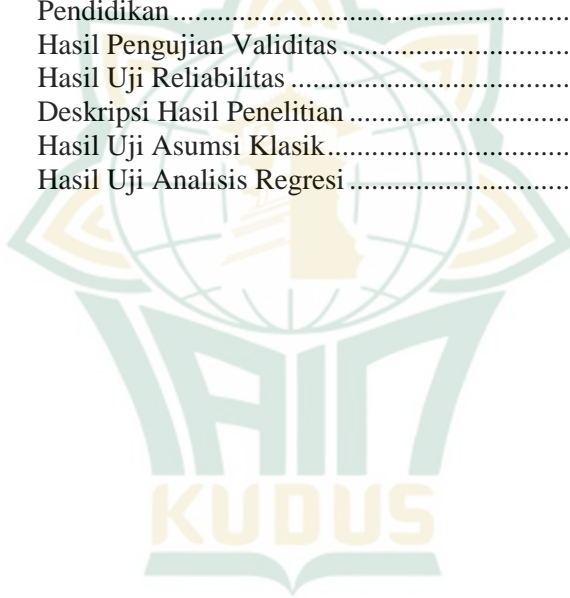 Pendidikan ........................................................
Hasil Pengujian Validitas ........................................
Hasil Uji Reliabilitas ..............................................
Deskripsi Hasil Penelitian ......................................
Hasil Uji Asumsi Klasik..........................................
Hasil Uji Analisis Regresi ......................................
IAIN
KUDUS